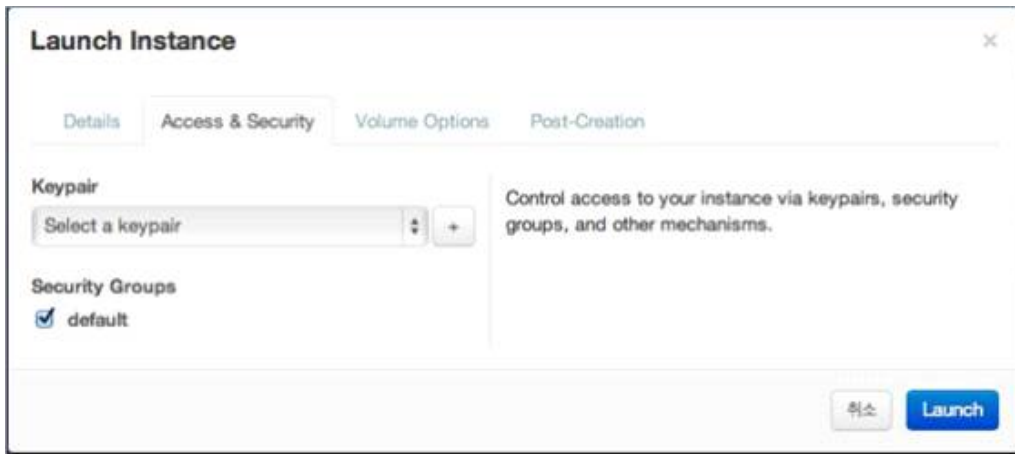 Launch Instance
×
Details
Access & Security
Volume Options
Post-Creation
Keypair
Select a keypair
+
Security Groups
default
Control access to your instance via keypairs, security
groups, and other mechanisms.
취소
Launch